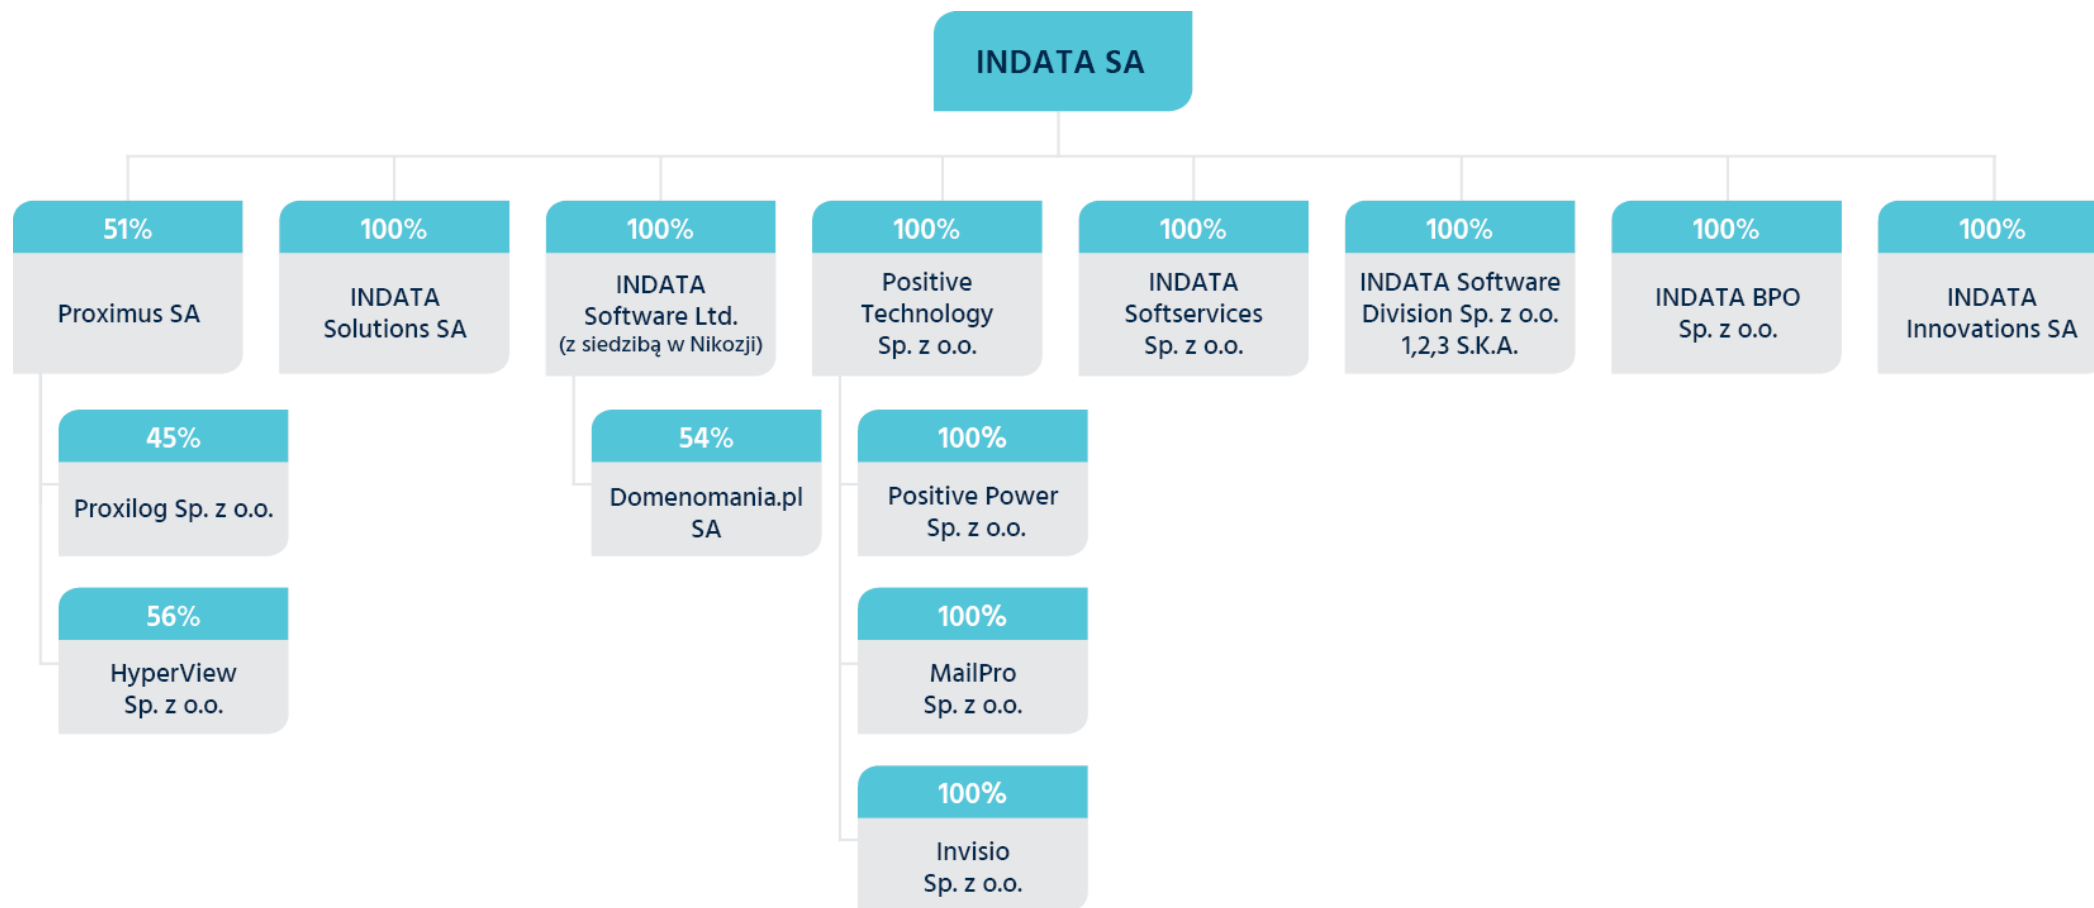 INDATA SA
51%
Proximus SA
45%
Proxilog Sp. z o.o.
56%
HyperView
Sp. z o.o.
100%
INDATA
Solutions SA
100%
INDATA
Software Ltd.
(z siedzibą w Nikozji)
54%
Domenomania.pl
SA
100%
Positive
Technology
Sp. z o.o.
100%
Positive Power
Sp. z o.o.
100%
MailPro
Sp. z o.o.
100%
Invisio
Sp. z o.o.
100%
INDATA
Softservices
Sp. z o.o.
100%
INDATA Software
Division Sp. z o.o.
1,2,3 S.K.A.
100%
INDATA BPO
Sp. z o.o.
100%
INDATA
Innovations SA